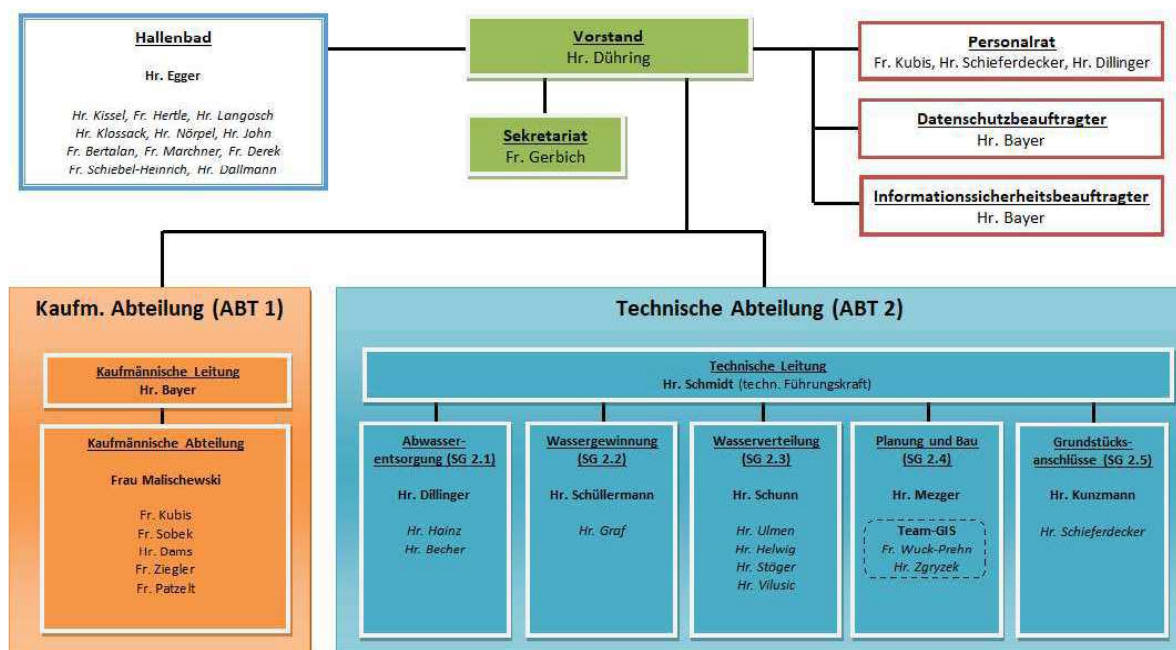 Hallenbad
Hr. Egger
Hr. Kissel, Fr. Hertle, Hr. Langosch
Hr. Klossack, Hr. Nörpel, Hr. John
Fr. Bertalan, Fr. Marchner, Fr. Derek
Fr. Schiebel-Heinrich, Hr. Dallmann
Vorstand
Hr. Dühring
Sekretariat
Fr. Gerbich
Personalrat
Fr. Kubis, Hr. Schieferdecker, Hr. Dillinger
Datenschutzbeauftragter
Hr. Bayer
Informationssicherheitsbeauftragter
Hr. Bayer
Kaufm. Abteilung (ABT 1)
Kaufmännische Leitung
Hr. Bayer
Kaufmännische Abteilung
Frau Malischewski
Fr. Kubis
Fr. Sobek
Hr. Dams
Fr. Ziegler
Fr. Patzelt
Technische Abteilung (ABT 2)
Technische Leitung
Hr. Schmidt (techn. Führungskraft)
Abwasser-
entsorgung (SG 2.1)
Hr. Dillinger
Hr. Hainz
Hr. Becher
Wassergewinnung
(SG 2.2)
Hr. Schüllermann
Hr. Graf
Wasserverteilung
(SG 2.3)
Hr. Schunn
Hr. Ulmen
Hr. Helwig
Hr. Stöger
Hr. Vilusic
Planung und Bau
(SG 2.4)
Hr. Mezger
Team-GIS
Fr. Wuck-Prehn
Hr. Zgryzek
Grundstücks-
anschlüsse (SG 2.5)
Hr. Kunzmann
Hr. Schieferdecker